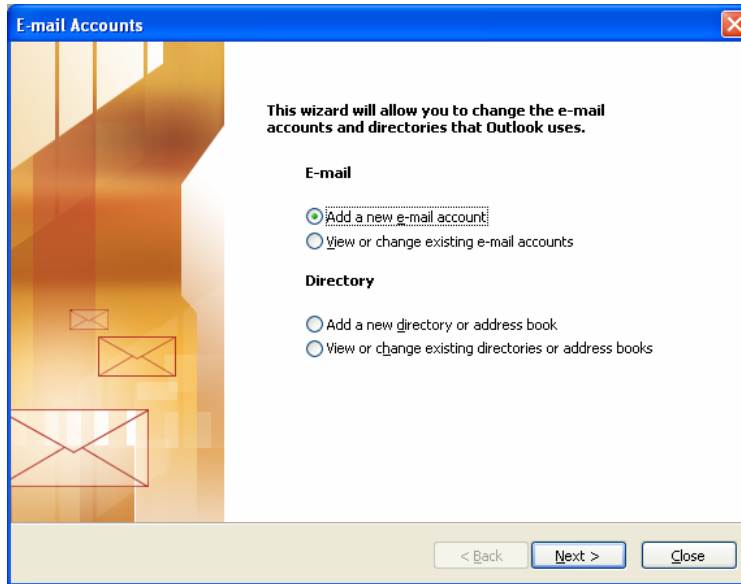 E-mail Accounts
This wizard will allow you to change the e-mail
accounts and directories that Outlook uses.
E-mail
Add a new e-mail account
View or change existing e-mail accounts
Directory
Add a new directory or address book
View or change existing directories or address books
< Back Next > Close